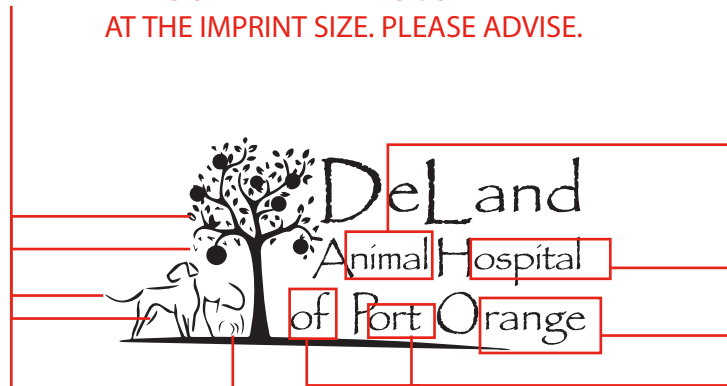 AT THE IMPRINT SIZE. PLEASE ADVISE.
DeLand
Animal Hospital
of Port Orange